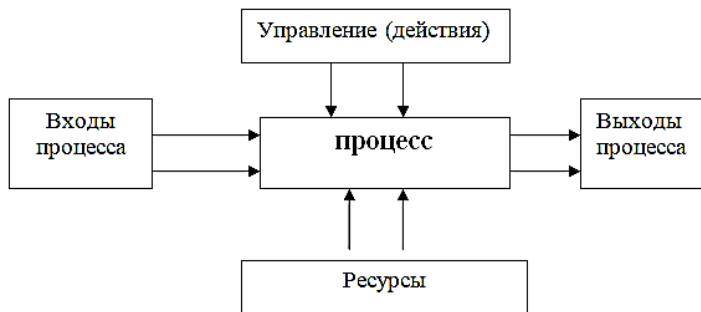 Управление (действия)
Входы
процесса
процесс
Выходы
процесса
Ресурсы